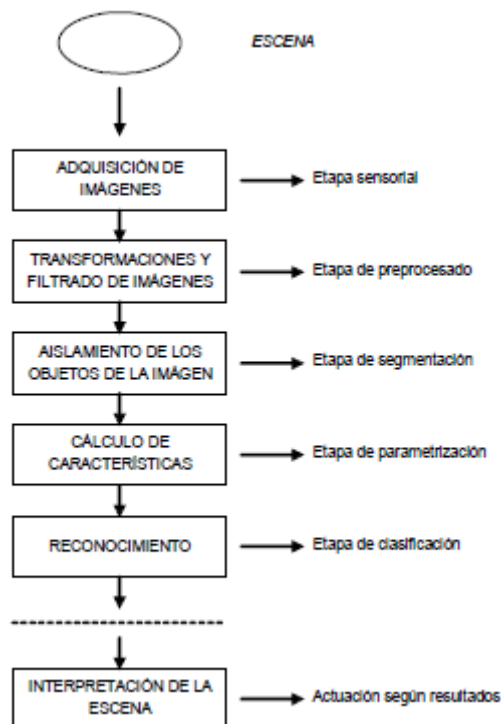 ESCENA
ADQUISICIÓN DE
IMÁGENES
Etapa sensorial
TRANSFORMACIONES Y
FILTRADO DE IMÁGENES
Etapa de preprocesado
AISLAMIENTO DE LOS
OBJETOS DE LA IMÁGEN
Etapa de segmentación
CÁLCULO DE
CARACTERÍSTICAS
Etapa de parametrización
RECONOCIMIENTO
Etapa de clasificación
INTERPRETACIÓN DE LA
ESCENA
Actuación según resultados